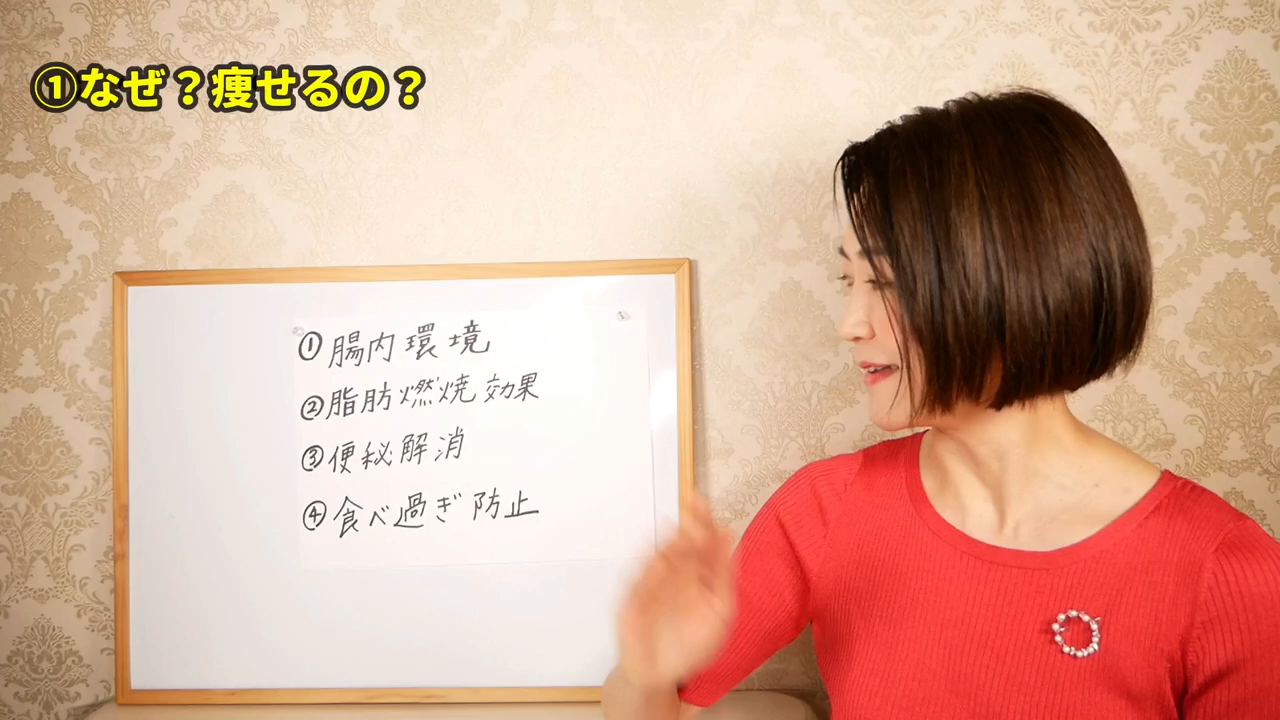 ①なぜ？痩せるの？
①腸内環境
②脂肪燃焼効果
③便秘解消
④食べ過ぎ防止